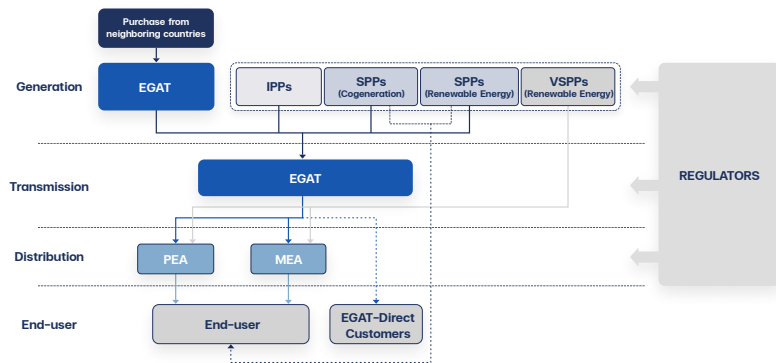 Purchase from
neighboring countries
Generation
EGAT
IPPs
SPPs
(Cogeneration)
SPPs
(Renewable Energy)
VSPPs
(Renewable Energy)
REGULATORS
Transmission
EGAT
Distribution
PEA
MEA
End-user
End-user
EGAT-Direct
Customers